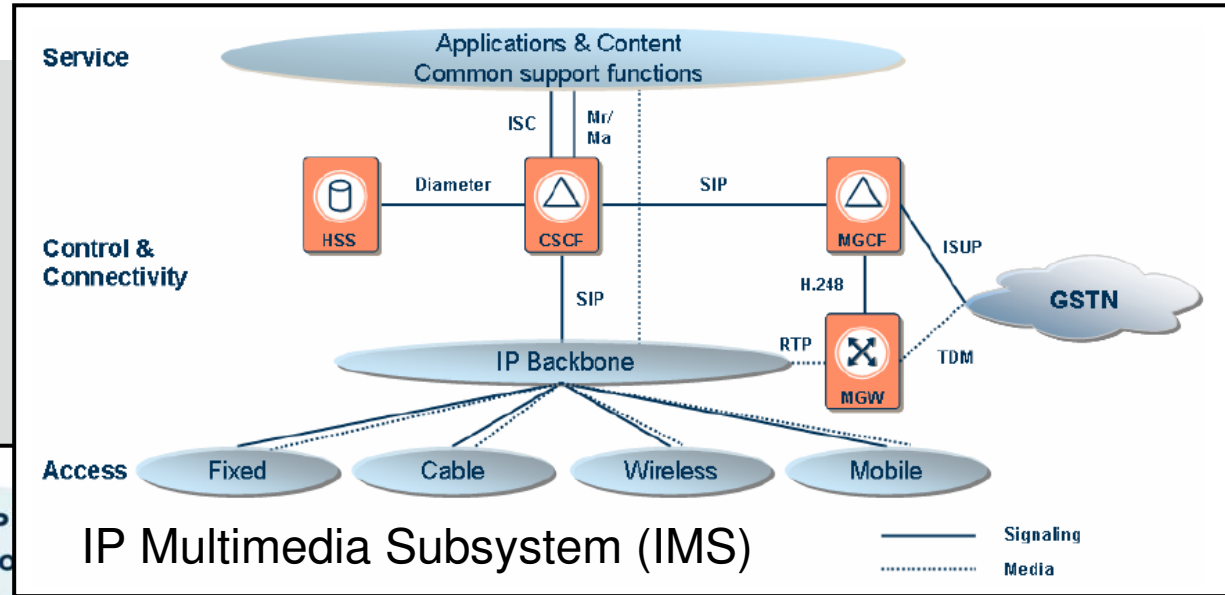 Service
Applications & Content
Common support functions
ISC
Mr/
Ma
Diameter
SIP
HSS
CSCF
MGCF
ISUP
Control &
Connectivity
SIP
H.248
GSTN
RTP
TDM
IP Backbone
MGW
Access
Fixed
Cable
Wireless
Mobile
IP Multimedia Subsystem (IMS)
Signaling
Media